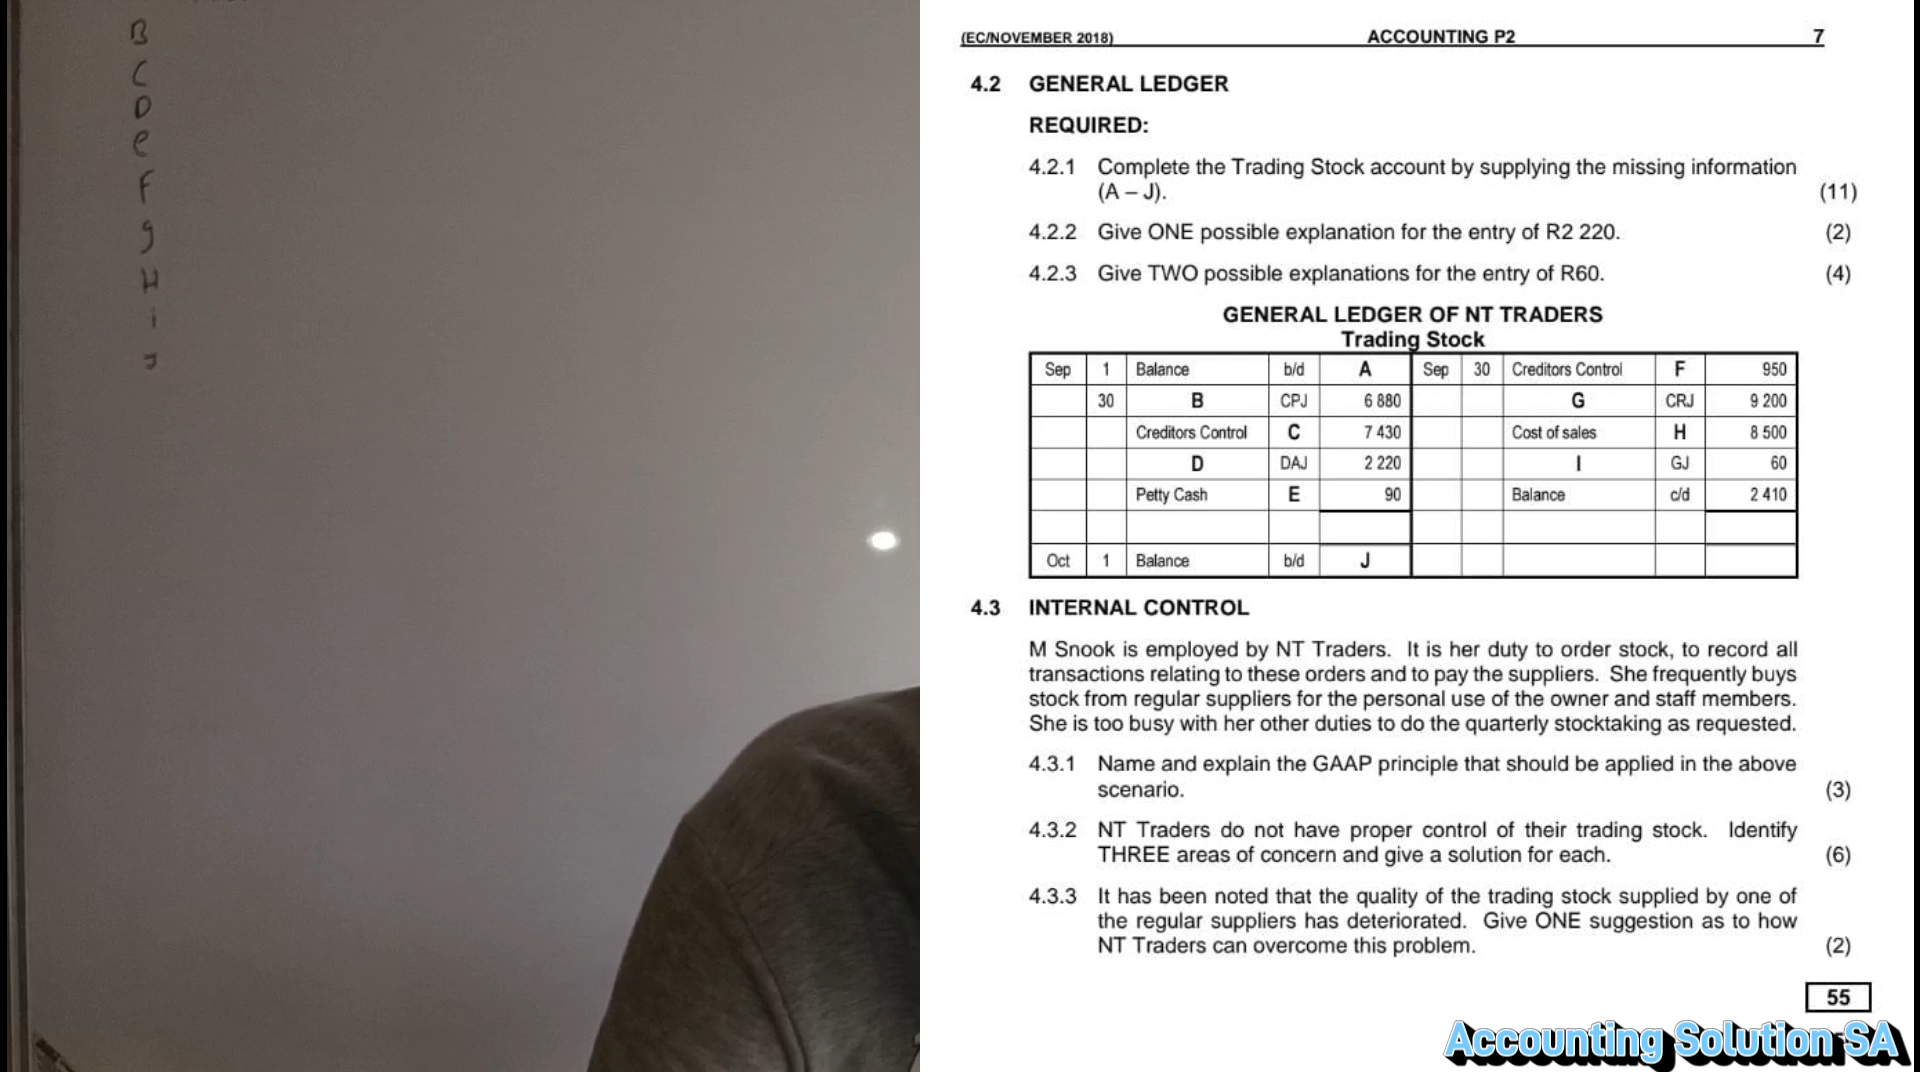 B
C
D
e
F
g
H
i
J
(EC/NOVEMBER 2018) ACCOUNTING P2 7
4.2 GENERAL LEDGER
REQUIRED:
4.2.1 Complete the Trading Stock account by supplying the missing information
(A – J). (11)
4.2.2 Give ONE possible explanation for the entry of R2 220. (2)
4.2.3 Give TWO possible explanations for the entry of R60. (4)
GENERAL LEDGER OF NT TRADERS
Trading Stock
Sep 1 Balance b/d A Sep 30 Creditors Control F 950
30 B CPJ 6 880 G CRJ 9 200
Creditors Control C 7 430 Cost of sales H 8 500
D DAJ 2 220 I GJ 60
Petty Cash E 90 Balance c/d 2 410
Oct 1 Balance b/d J
4.3 INTERNAL CONTROL
M Snook is employed by NT Traders. It is her duty to order stock, to record all
transactions relating to these orders and to pay the suppliers. She frequently buys
stock from regular suppliers for the personal use of the owner and staff members.
She is too busy with her other duties to do the quarterly stocktaking as requested.
4.3.1 Name and explain the GAAP principle that should be applied in the above
scenario. (3)
4.3.2 NT Traders do not have proper control of their trading stock. Identify
THREE areas of concern and give a solution for each. (6)
4.3.3 It has been noted that the quality of the trading stock supplied by one of
the regular suppliers has deteriorated. Give ONE suggestion as to how
NT Traders can overcome this problem. (2)
55
Accounting Solution SA